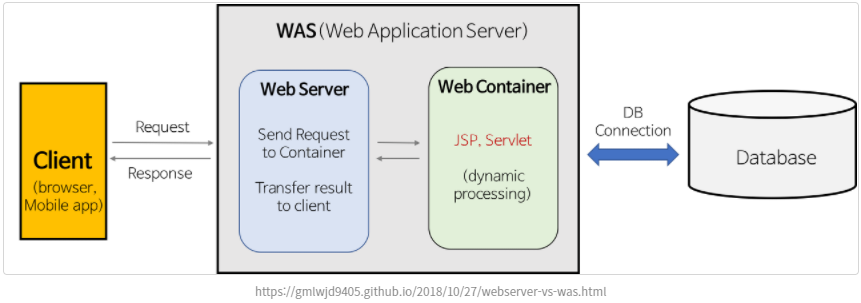 WAS (Web Application Server)
Client
(browser,
Mobile app)
Request
Response
Web Server
Send Request
to Container
Transfer result
to client
Web Container
JSP, Servlet
(dynamic
processing)
DB
Connection
Database
https://gmlwjd9405.github.io/2018/10/27/webserver-vs-was.html